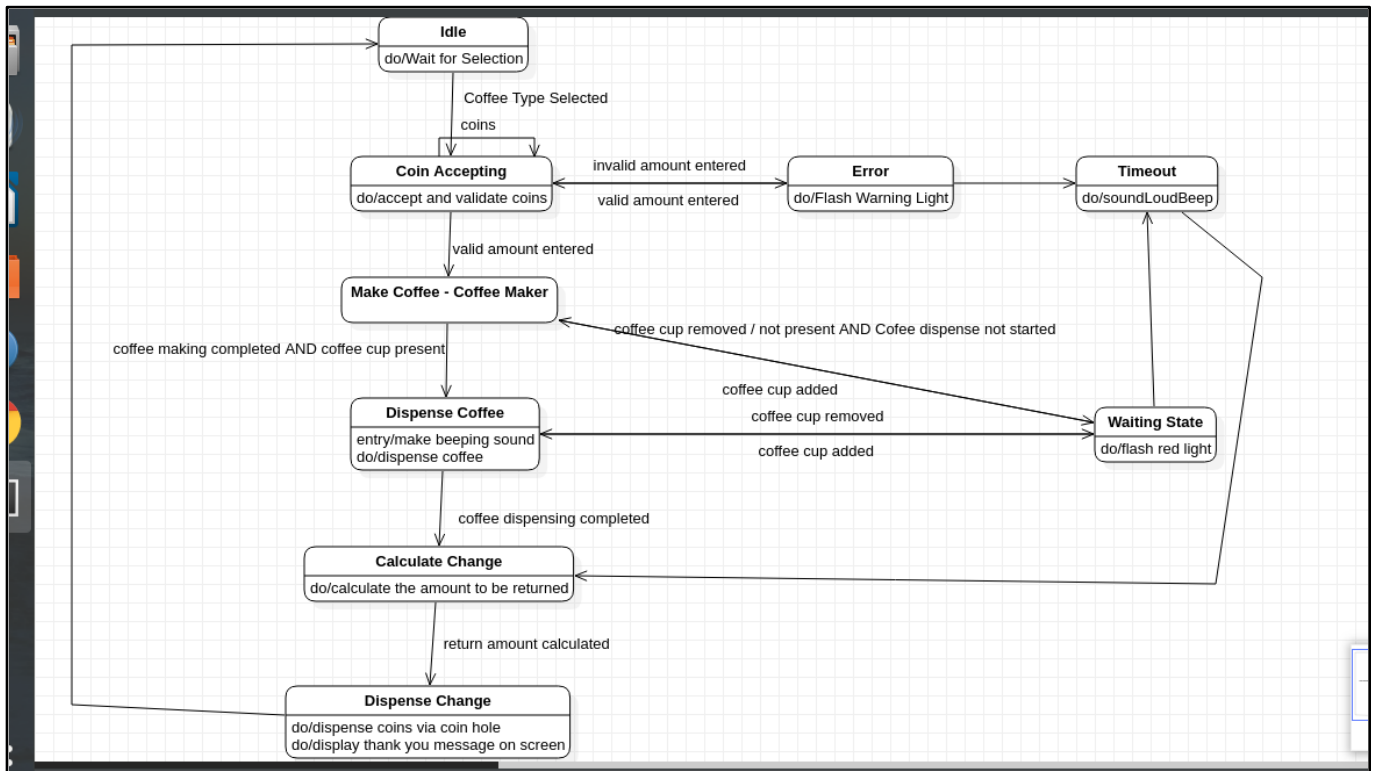 Idle
do/Wait for Selection
Coffee Type Selected
coins
Coin Accepting
do/accept and validate coins
invalid amount entered
valid amount entered
Error
do/Flash Warning Light
Timeout
do/soundLoudBeep
valid amount entered
Make Coffee - Coffee Maker
coffee cup removed / not present AND Cofee dispense not started
coffee making completed AND coffee cup present
coffee cup added
coffee cup removed
Dispense Coffee
entry/make beeping sound
do/dispense coffee
Waiting State
do/flash red light
coffee cup added
coffee dispensing completed
Calculate Change
do/calculate the amount to be returned
return amount calculated
Dispense Change
do/dispense coins via coin hole
do/display thank you message on screen